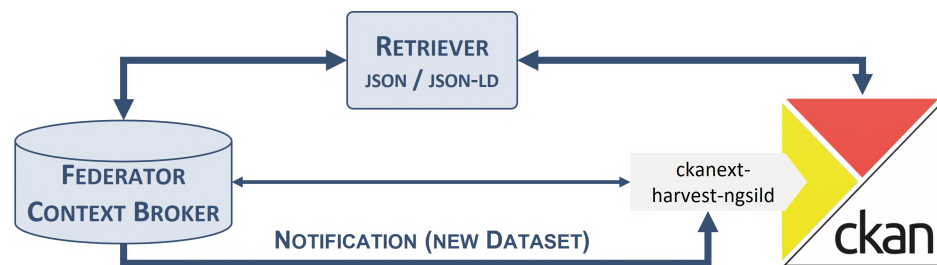 RETRIEVER
JSON / JSON-LD
FEDERATOR
CONTEXT BROKER
ckanext-
harvest-ngsild
NOTIFICATION (NEW DATASET)
ckan